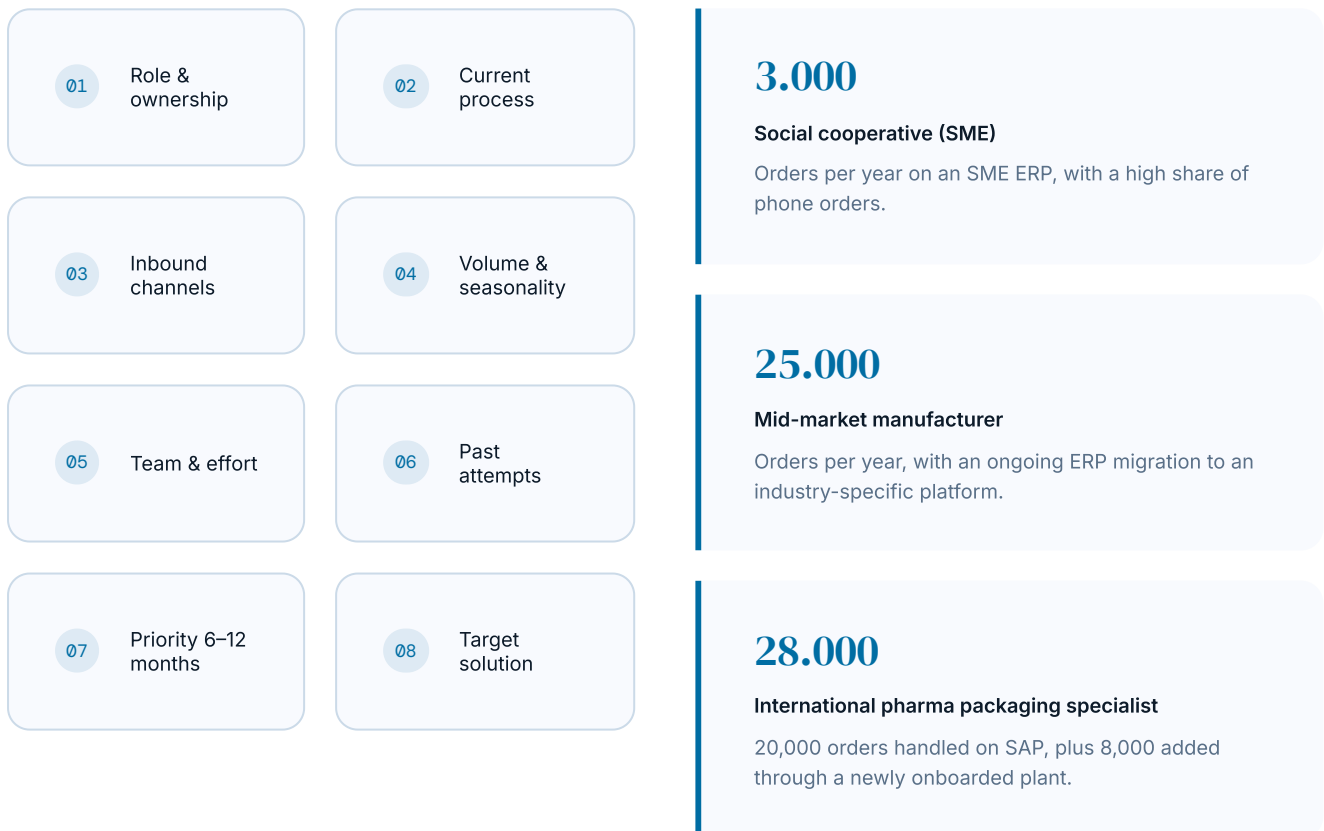 01
Role &
ownership
02
Current
process
03
Inbound
channels
04
Volume &
seasonality
05
Team & effort
06
Past
attempts
07
Priority 6–12
months
08
Target
solution
3.000
Social cooperative (SME)
Orders per year on an SME ERP, with a high share of
phone orders.
25.000
Mid-market manufacturer
Orders per year, with an ongoing ERP migration to an
industry-specific platform.
28.000
International pharma packaging specialist
20,000 orders handled on SAP, plus 8,000 added
through a newly onboarded plant.